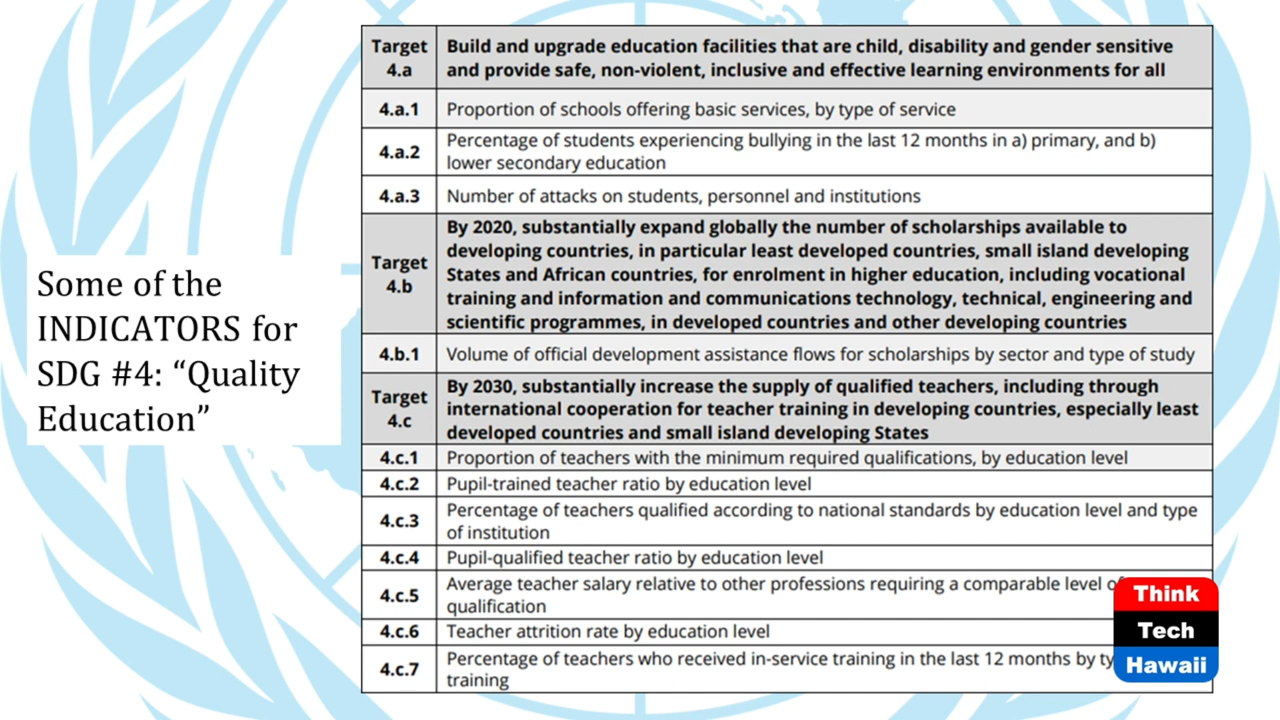 Some of the
INDICATORS for
SDG #4: “Quality
Education”
Target
4.a
Build and upgrade education facilities that are child, disability and gender sensitive
and provide safe, non-violent, inclusive and effective learning environments for all
4.a.1
Proportion of schools offering basic services, by type of service
4.a.2
Percentage of students experiencing bullying in the last 12 months in a) primary, and b)
lower secondary education
4.a.3
Number of attacks on students, personnel and institutions
Target
4.b
By 2020, substantially expand globally the number of scholarships available to
developing countries, in particular least developed countries, small island developing
States and African countries, for enrolment in higher education, including vocational
training and information and communications technology, technical, engineering and
scientific programmes, in developed countries and other developing countries
4.b.1
Volume of official development assistance flows for scholarships by sector and type of study
Target
4.c
By 2030, substantially increase the supply of qualified teachers, including through
international cooperation for teacher training in developing countries, especially least
developed countries and small island developing States
4.c.1
Proportion of teachers with the minimum required qualifications, by education level
4.c.2
Pupil-trained teacher ratio by education level
4.c.3
Percentage of teachers qualified according to national standards by education level and type
of institution
4.c.4
Pupil-qualified teacher ratio by education level
4.c.5
Average teacher salary relative to other professions requiring a comparable level
qualification
4.c.6
Teacher attrition rate by education level
4.c.7
Percentage of teachers who received in-service training in the last 12 months by
training
Think
Tech
Hawaii